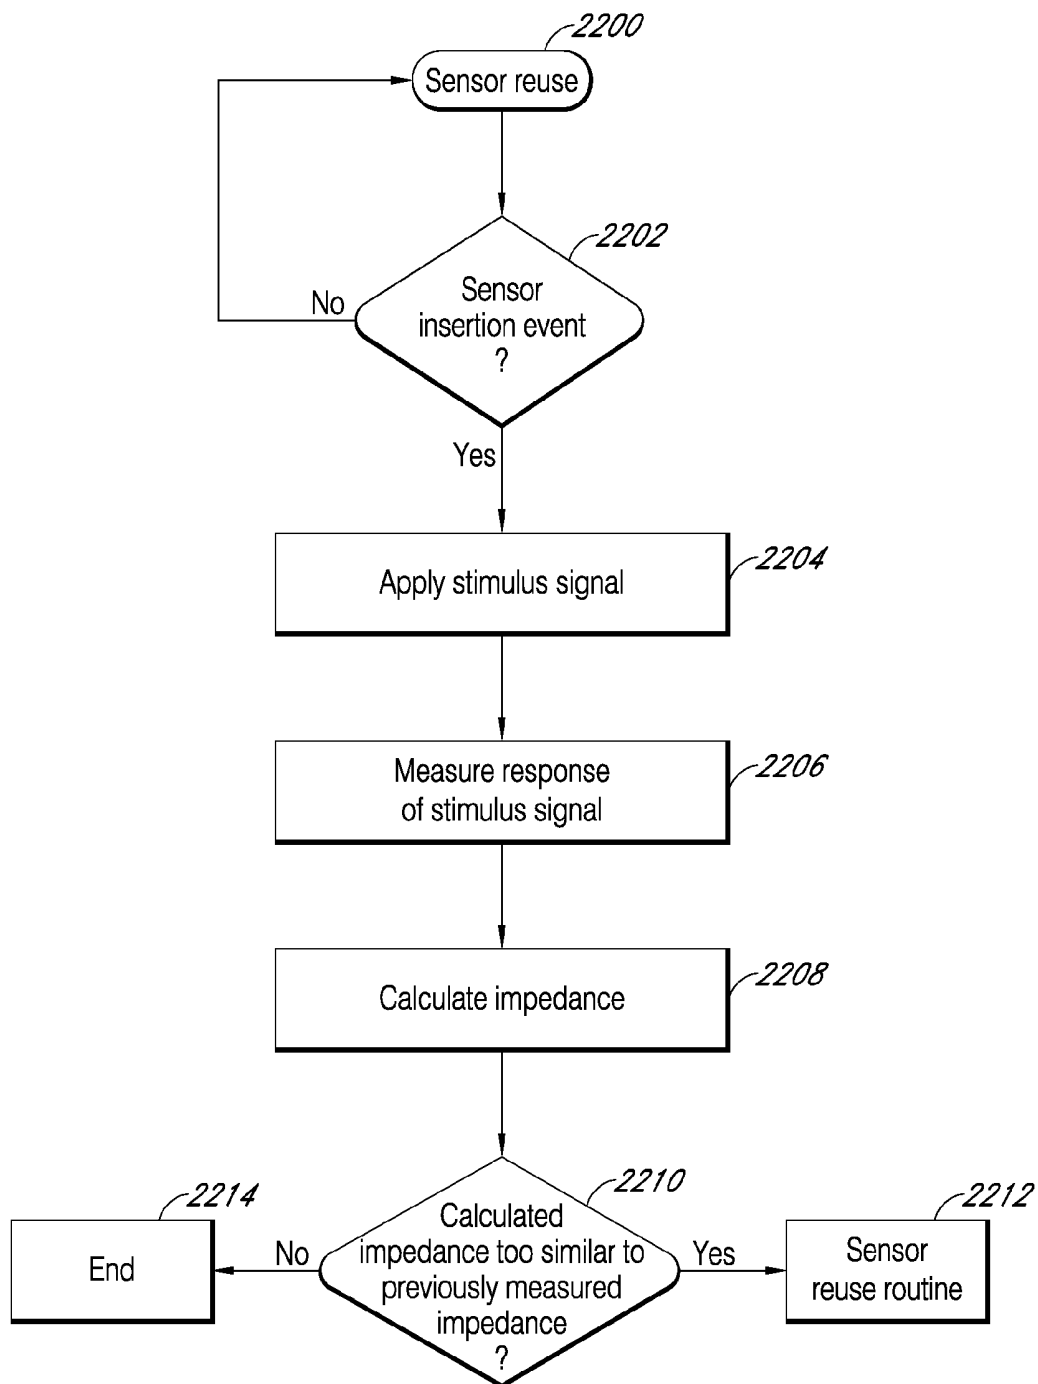 2200
Sensor reuse
2202
Sensor
insertion event
?
No
Yes
2204
Apply stimulus signal
2206
Measure response
of stimulus signal
2208
Calculate impedance
2210
Calculated
impedance too similar to
previously measured
impedance
?
No
2214
End
Yes
2212
Sensor
reuse routine